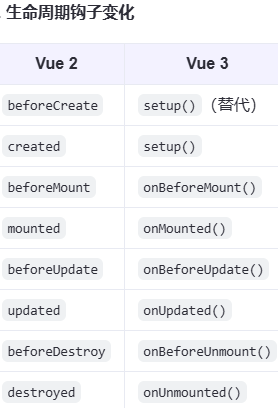 . 生命周期钩子变化
Vue 2 Vue 3
beforeCreate setup()（替代）
created setup()
beforeMount onBeforeMount()
mounted onMounted()
beforeUpdate onBeforeUpdate()
updated onUpdated()
beforeDestroy onBeforeUnmount()
destroyed onUnmounted()